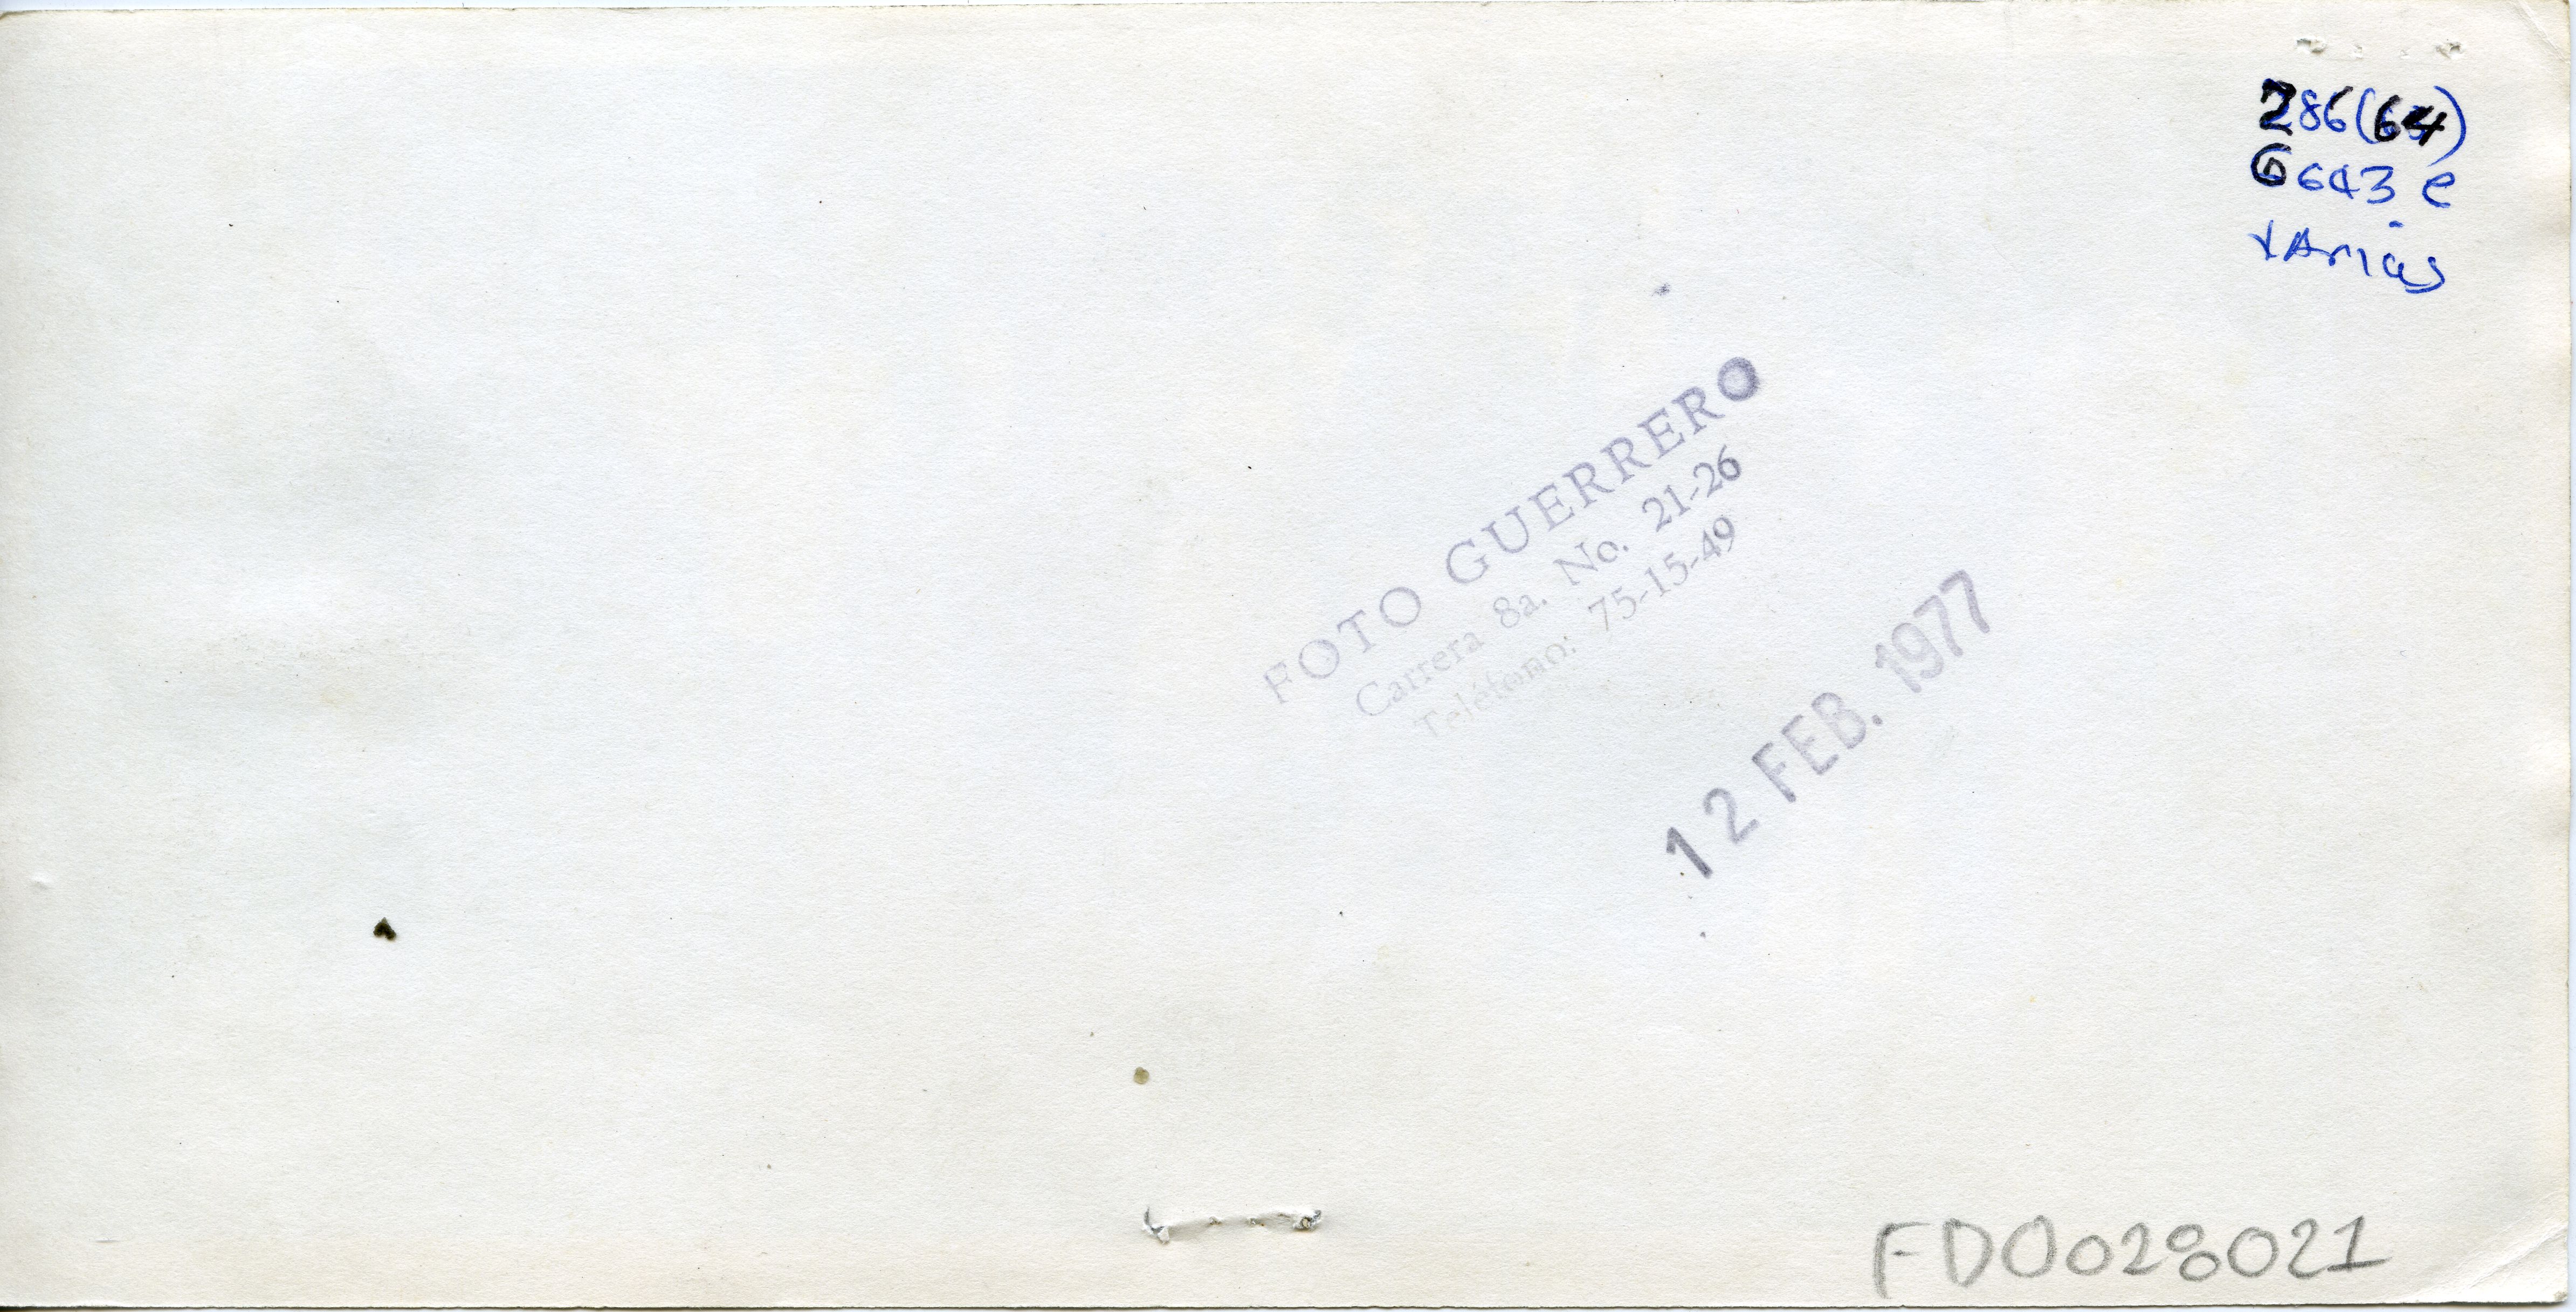 286(64)
6643 e
VArias
FOTO GUERRERO
Carrera 8a. No. 21-26
Teléfono: 75-15-49
12 FEB. 1977
FD0028021